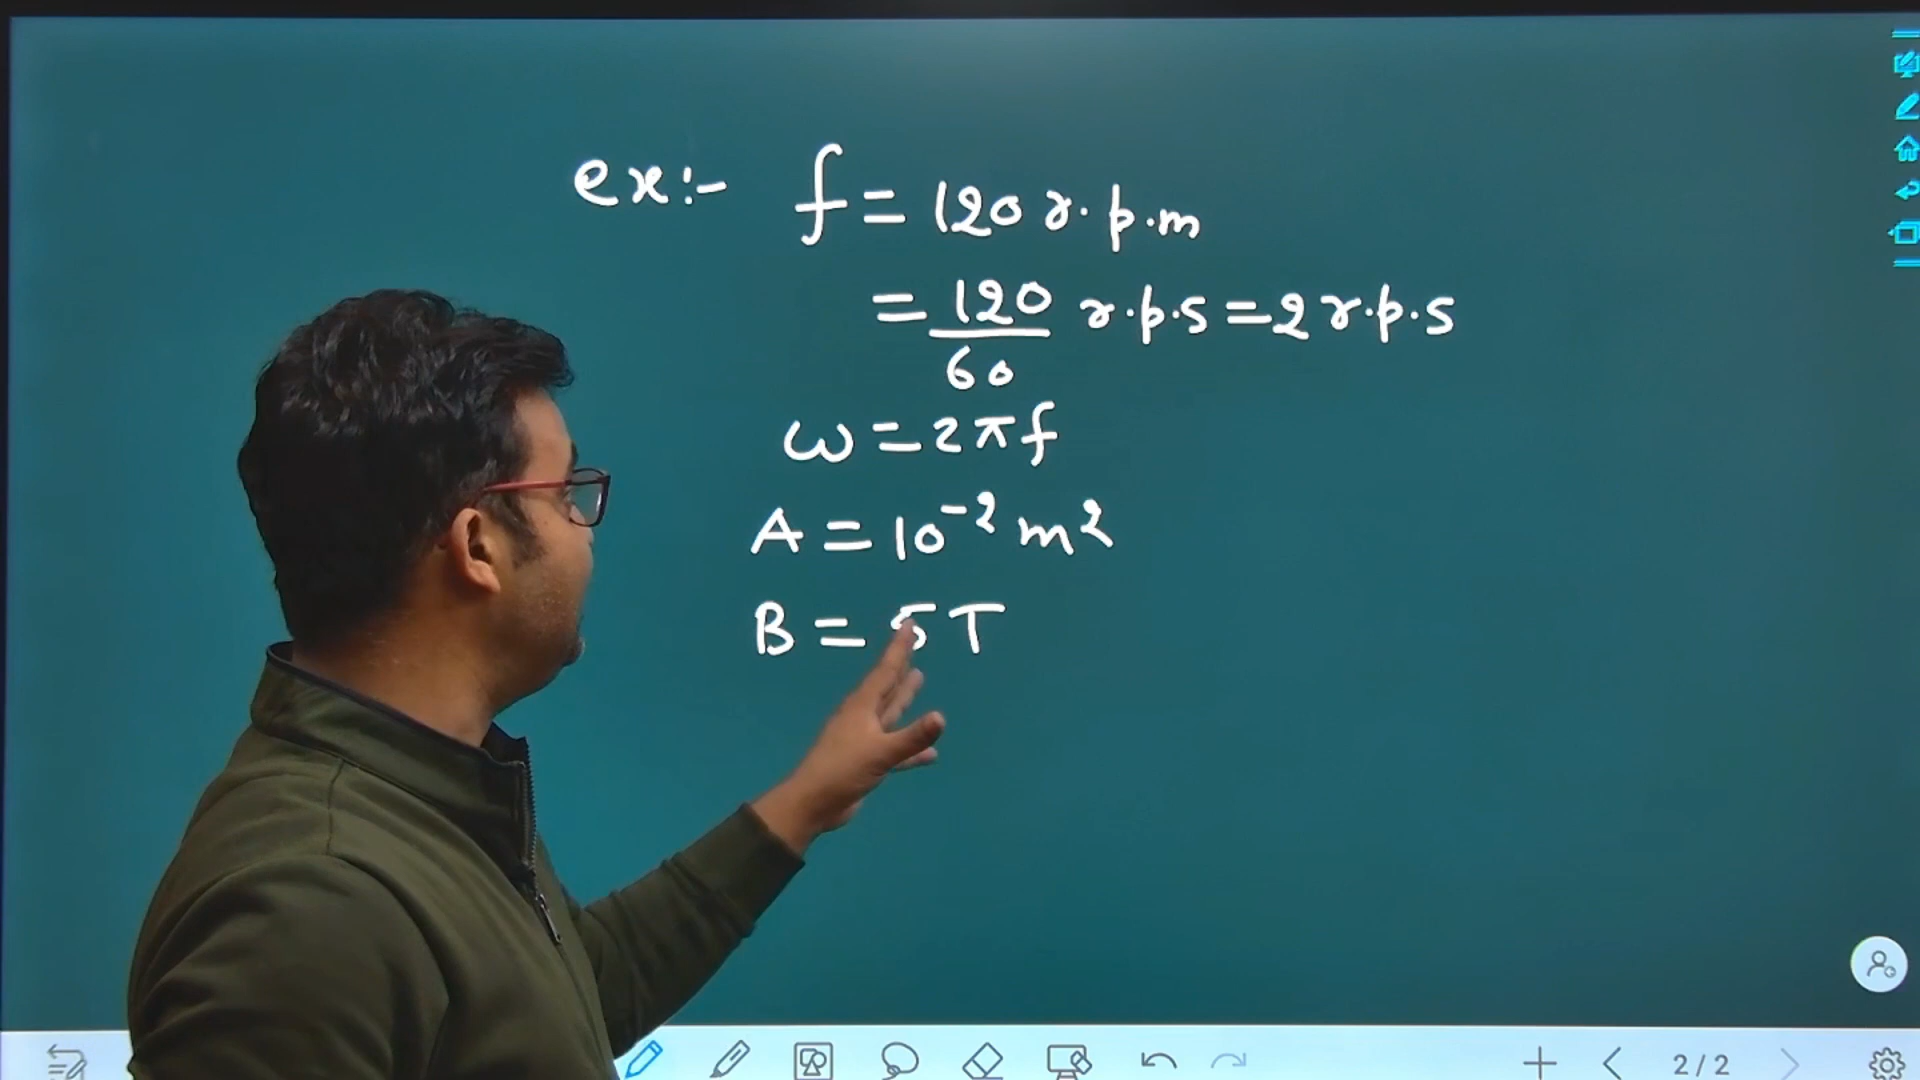 ex:- f = 120 r.p.m
= 120/60 r.p.s = 2 r.p.s
ω = 2πf
A = 10⁻² m²
B = 5 T
2/2